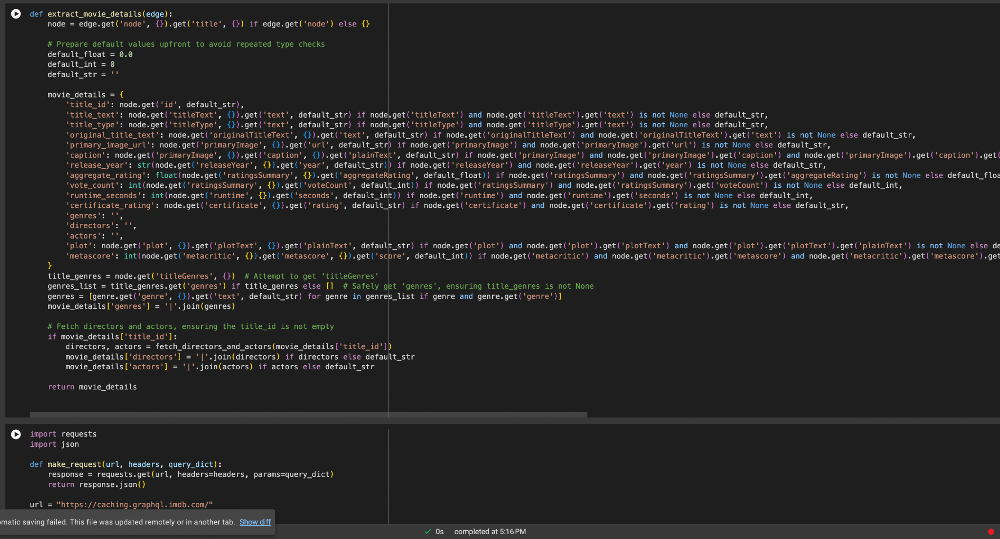 def extract_movie_details(edge):
    node = edge.get('node', {}).get('title', {}) if edge.get('node') else {}

    # Prepare default values upfront to avoid repeated type checks
    default_float = 0.0
    default_int = 0
    default_str = ''

    movie_details = {
        'title_id': node.get('id', default_str),
        'title_text': node.get('titleText', {}).get('text', default_str) if node.get('titleText') and node.get('titleText').get('text') is not None else default_str,
        'title_type': node.get('titleType', {}).get('text', default_str) if node.get('titleType') and node.get('titleType').get('text') is not None else default_str,
        'original_title_text': node.get('originalTitleText', {}).get('text', default_str) if node.get('originalTitleText') and node.get('originalTitleText').get('text') is not None else default_str,
        'primary_image_url': node.get('primaryImage', {}).get('url', default_str) if node.get('primaryImage') and node.get('primaryImage').get('url') is not None else default_str,
        'caption': node.get('primaryImage', {}).get('caption', {}).get('plainText', default_str) if node.get('primaryImage') and node.get('primaryImage').get('caption') and node.get('primaryImage').get('caption').get(
        'release_year': str(node.get('releaseYear', {}).get('year', default_str)) if node.get('releaseYear') and node.get('releaseYear').get('year') is not None else default_str,
        'aggregate_rating': float(node.get('ratingsSummary', {}).get('aggregateRating', default_float)) if node.get('ratingsSummary') and node.get('ratingsSummary').get('aggregateRating') is not None else default_floa
        'vote_count': int(node.get('ratingsSummary', {}).get('voteCount', default_int)) if node.get('ratingsSummary') and node.get('ratingsSummary').get('voteCount') is not None else default_int,
        'runtime_seconds': int(node.get('runtime', {}).get('seconds', default_int)) if node.get('runtime') and node.get('runtime').get('seconds') is not None else default_int,
        'certificate_rating': node.get('certificate', {}).get('rating', default_str) if node.get('certificate') and node.get('certificate').get('rating') is not None else default_str,
        'genres': '',
        'directors': '',
        'actors': '',
        'plot': node.get('plot', {}).get('plotText', {}).get('plainText', default_str) if node.get('plot') and node.get('plot').get('plotText') and node.get('plot').get('plotText').get('plainText') is not None else de
        'metascore': int(node.get('metacritic', {}).get('metascore', {}).get('score', default_int)) if node.get('metacritic') and node.get('metacritic').get('metascore') and node.get('metacritic').get('metascore').get
    }
    title_genres = node.get('titleGenres', {})  # Attempt to get 'titleGenres'
    genres_list = title_genres.get('genres') if title_genres else []  # Safely get 'genres', ensuring title_genres is not None
    genres = [genre.get('genre', {}).get('text', default_str) for genre in genres_list if genre and genre.get('genre')]
    movie_details['genres'] = '|'.join(genres)

    # Fetch directors and actors, ensuring the title_id is not empty
    if movie_details['title_id']:
        directors, actors = fetch_directors_and_actors(movie_details['title_id'])
        movie_details['directors'] = '|'.join(directors) if directors else default_str
        movie_details['actors'] = '|'.join(actors) if actors else default_str

    return movie_details

import requests
import json

def make_request(url, headers, query_dict):
    response = requests.get(url, headers=headers, params=query_dict)
    return response.json()

url = "https://caching.graphql.imdb.com/"
omatic saving failed. This file was updated remotely or in another tab. Show diff
0s completed at 5:16 PM